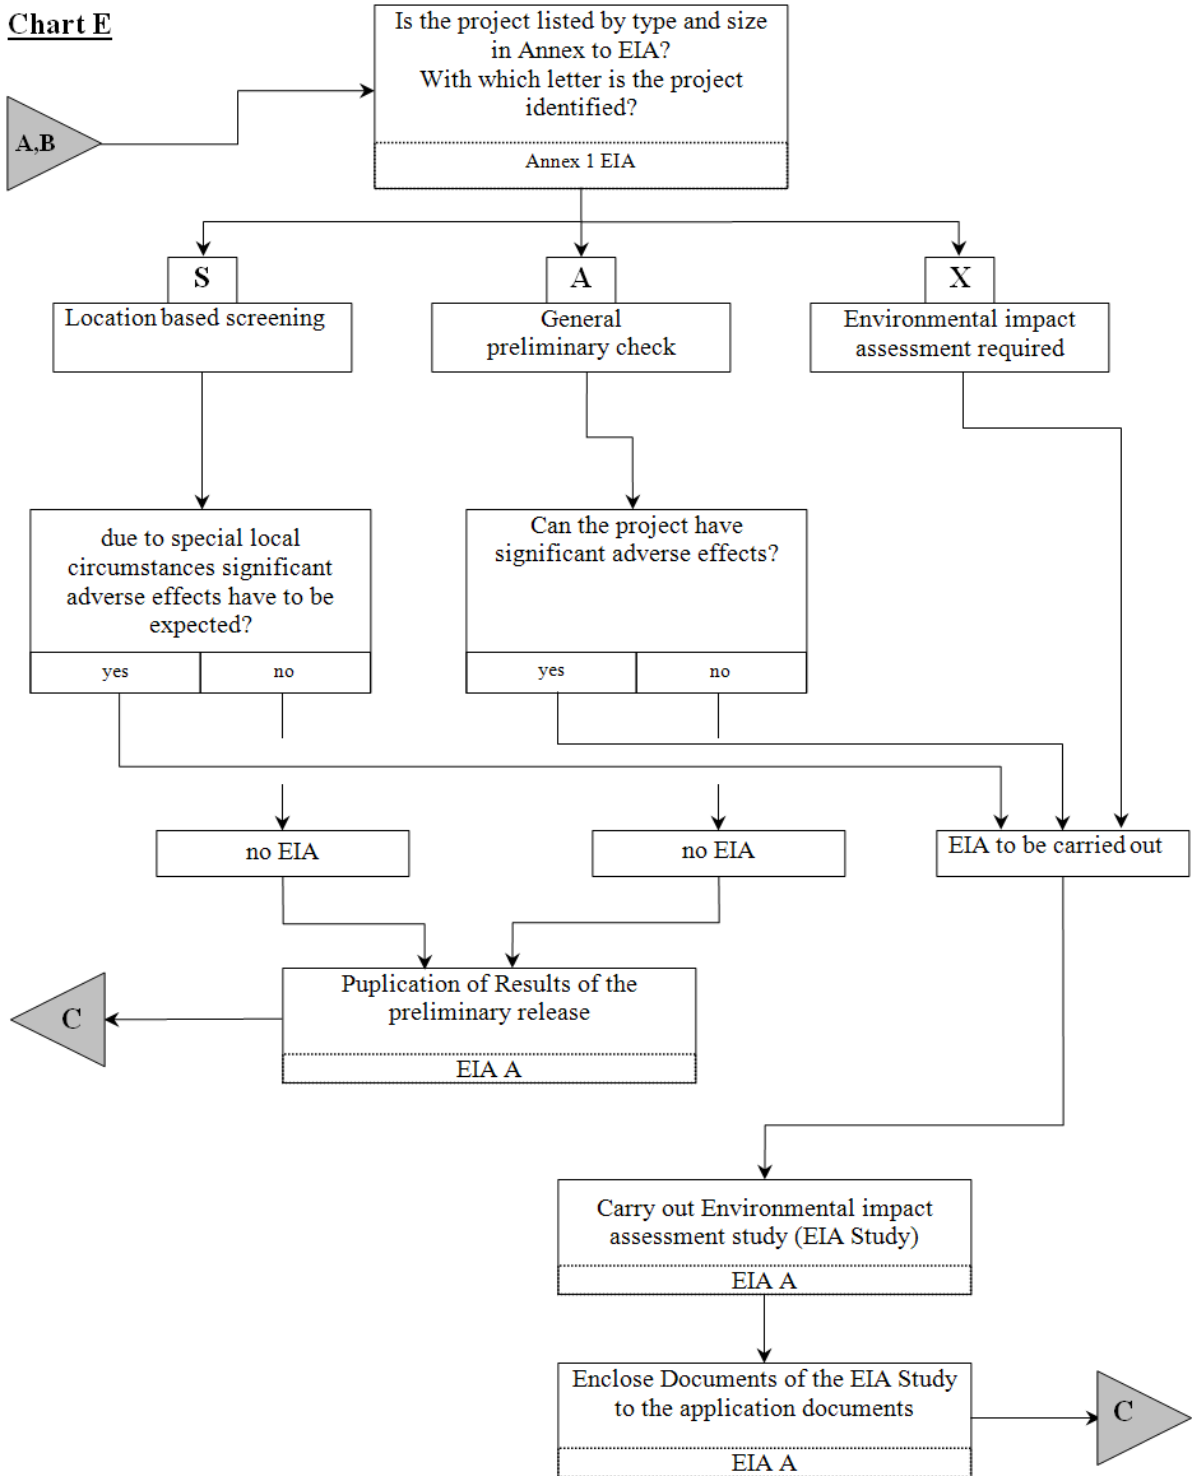 Chart E
Is the project listed by type and size
in Annex to EIA?
With which letter is the project
identified?
Annex 1 EIA
A,B
S
A
X
Location based screening
General
preliminary check
Environmental impact
assessment required
due to special local
circumstances significant
adverse effects have to be
expected?
yes
no
Can the project have
significant adverse effects?
yes
no
no EIA
no EIA
EIA to be carried out
Puplication of Results of the
preliminary release
EIA A
C
Carry out Environmental impact
assessment study (EIA Study)
EIA A
Enclose Documents of the EIA Study
to the application documents
EIA A
C